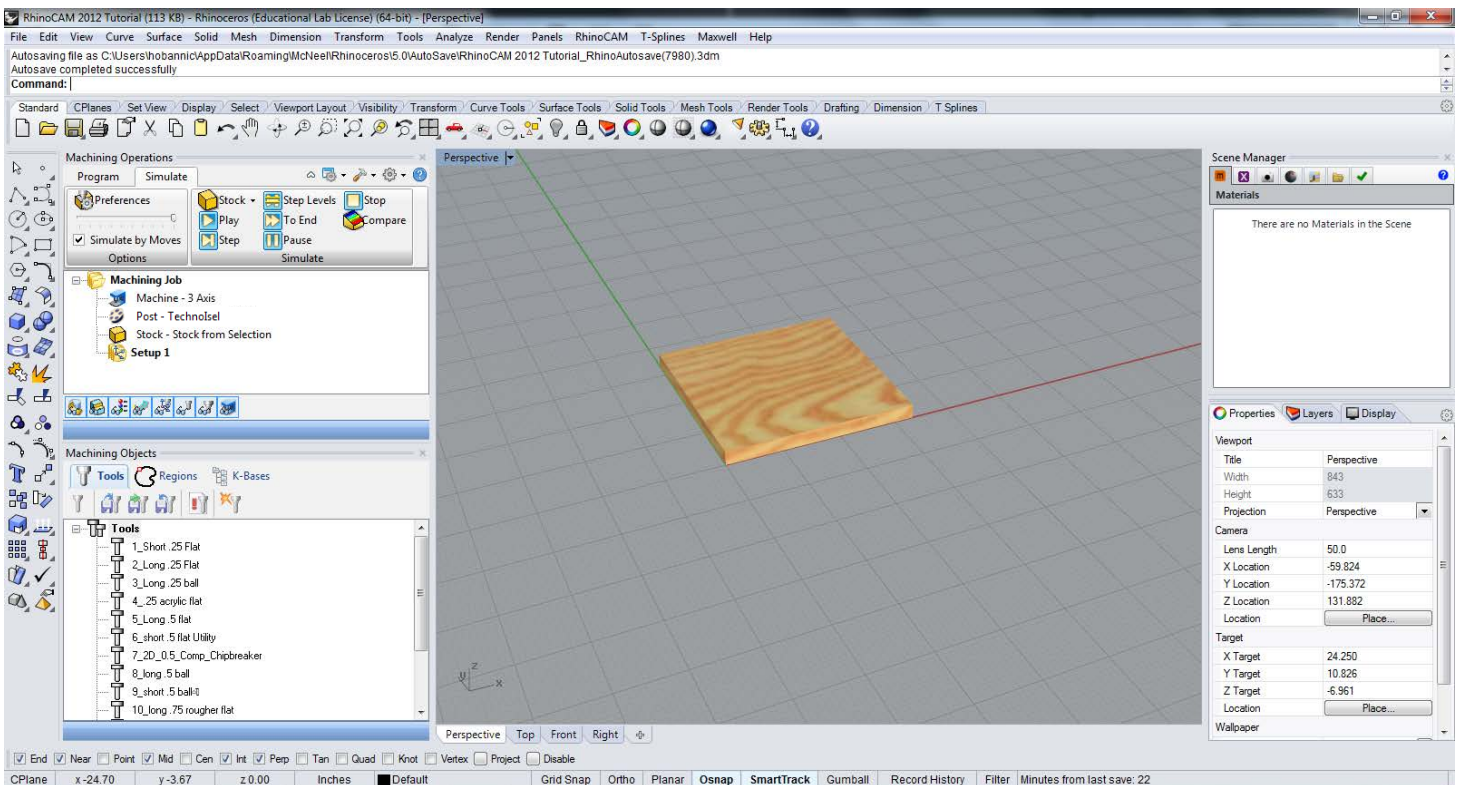 RhinoCAM 2012 Tutorial (113 KB) - Rhinoceros (Educational Lab License) (64-bit) - [Perspective]
File Edit View Curve Surface Solid Mesh Dimension Transform Tools Analyze Render Panels RhinoCAM T-Splines Maxwell Help
Autosaving file as C:\Users\hobannic\AppData\Roaming\McNeel\Rhinoceros\5.0\AutoSave\RhinoCAM 2012 Tutorial_RhinoAutosave(7980).3dm
Autosave completed successfully
Command:
Standard CPlanes Set View Display Select Viewport Layout Visibility Transform Curve Tools Surface Tools Solid Tools Mesh Tools Render Tools Drafting Dimension T Splines
Machining Operations
Program Simulate
Preferences Stock Step Levels Stop
Play To End Compare
Simulate by Moves Step Pause
Options Simulate
Machining Job
Machine - 3 Axis
Post - TechnoIsel
Stock - Stock from Selection
Setup 1
Machining Objects
Tools Regions K-Bases
Tools
1_Short .25 Flat
2_Long .25 Flat
3_Long .25 ball
4_.25 acrylic flat
5_Long .5 flat
6_short .5 flat Utility
7_2D_0.5_Comp_Chipbreaker
8_long .5 ball
9_short .5 ball
10_long .75 rougher flat
Perspective
z
y
x
Perspective Top Front Right
Scene Manager
Materials
There are no Materials in the Scene
Properties Layers Display
Viewport
Title Perspective
Width 843
Height 633
Projection Perspective
Camera
Lens Length 50.0
X Location -59.824
Y Location -175.372
Z Location 131.882
Location Place...
Target
X Target 24.250
Y Target 10.826
Z Target -6.961
Location Place...
Wallpaper
End Near Point Mid Cen Int Perp Tan Quad Knot Vertex Project Disable
CPlane x -24.70 y -3.67 z 0.00 Inches Default Grid Snap Ortho Planar Osnap SmartTrack Gumball Record History Filter Minutes from last save: 22